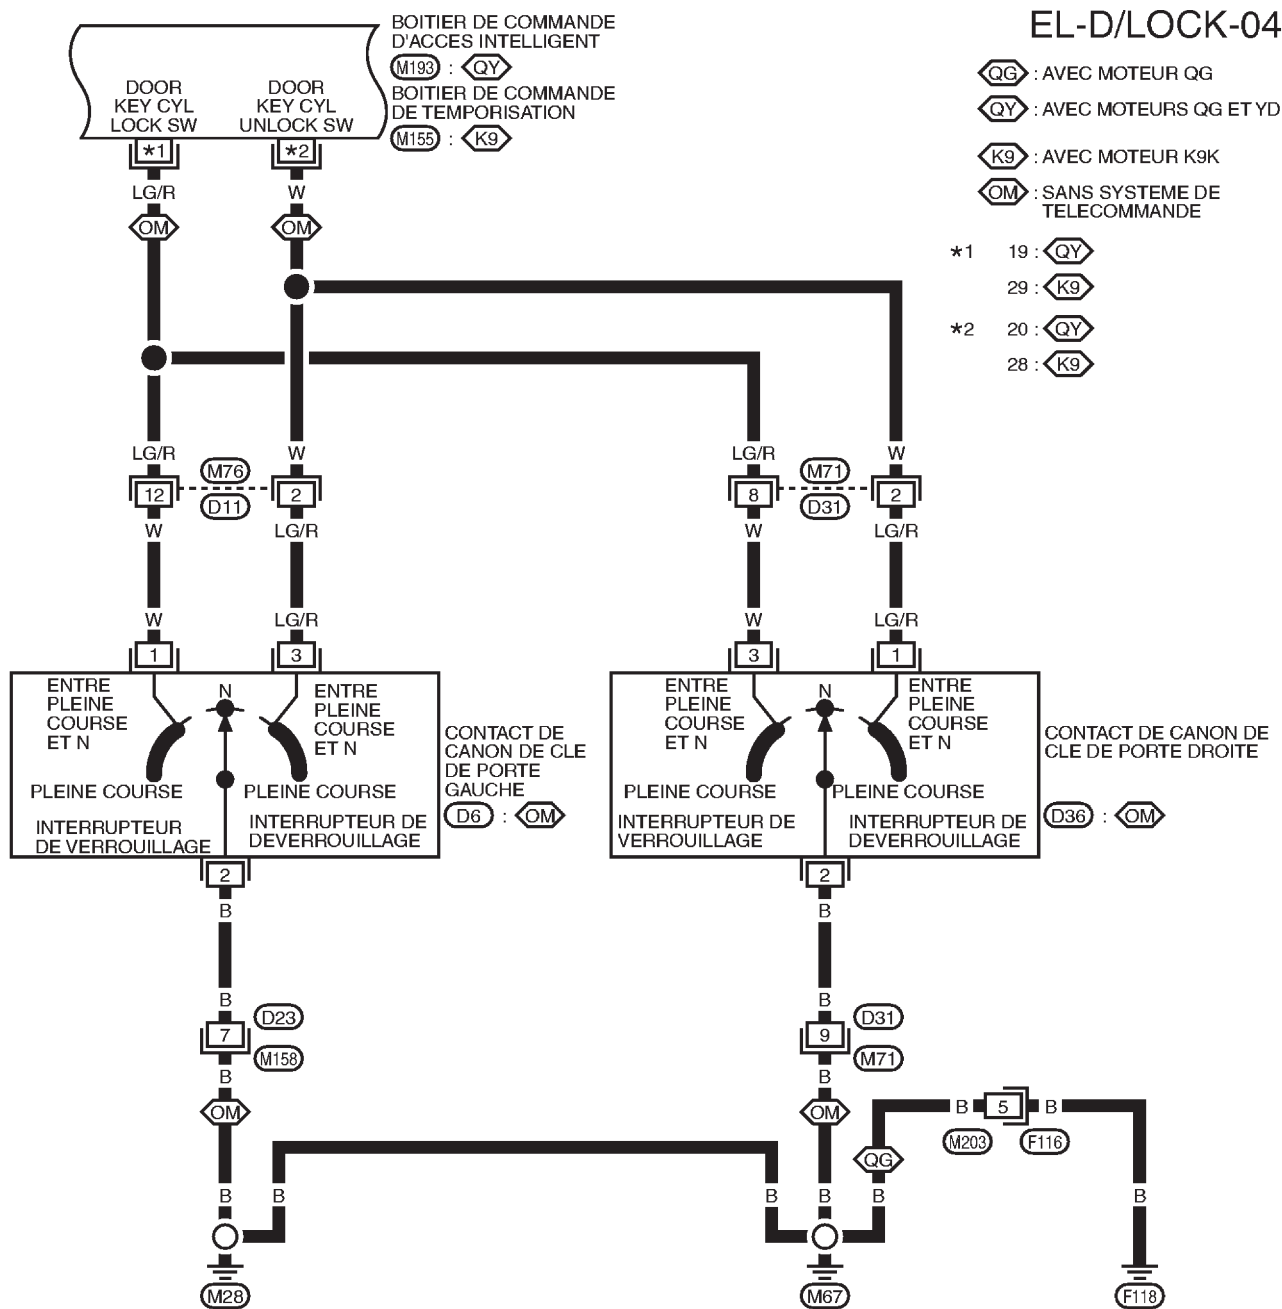 EL-D/LOCK-04
BOITIER DE COMMANDE
D'ACCES INTELLIGENT
M193 : QY
BOITIER DE COMMANDE
DE TEMPORISATION
M155 : K9
QG : AVEC MOTEUR QG
QY : AVEC MOTEURS QG ET YD
K9 : AVEC MOTEUR K9K
OM : SANS SYSTEME DE
TELECOMMANDE
*1 19 : QY
29 : K9
*2 20 : QY
28 : K9
DOOR
KEY CYL
LOCK SW
DOOR
KEY CYL
UNLOCK SW
*1 *2
LG/R W
OM OM
LG/R W LG/R W
M76 M71
12 2 8 2
D11 D31
W LG/R W LG/R
W LG/R W LG/R
1 3 3 1
ENTRE
PLEINE
COURSE
ET N
N
ENTRE
PLEINE
COURSE
ET N
PLEINE COURSE PLEINE COURSE
INTERRUPTEUR
DE VERROUILLAGE
INTERRUPTEUR DE
DEVERROUILLAGE
CONTACT DE
CANON DE CLE
DE PORTE
GAUCHE
D6 : OM
ENTRE
PLEINE
COURSE
ET N
N
ENTRE
PLEINE
COURSE
ET N
PLEINE COURSE PLEINE COURSE
INTERRUPTEUR DE
VERROUILLAGE
INTERRUPTEUR DE
DEVERROUILLAGE
CONTACT DE CANON DE
CLE DE PORTE DROITE
D36 : OM
2 2
B B
B B
D23 D31
7 9
M158 M71
B B
OM OM
B 5 B
M203 F116
QG
B B B B B B
M28 M67 F118